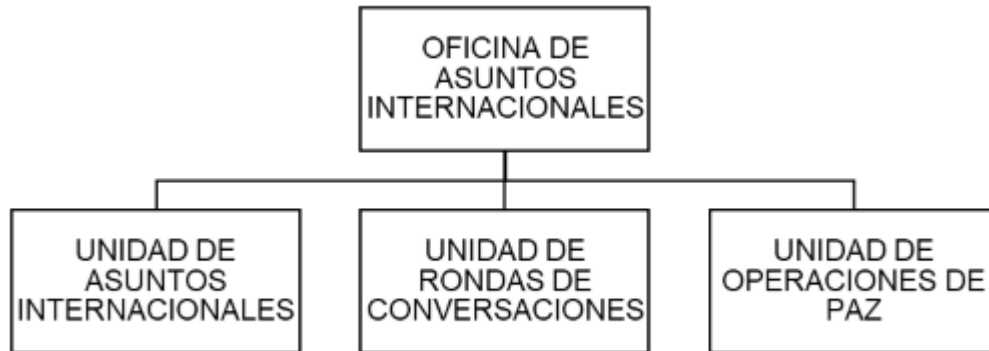 OFICINA DE
ASUNTOS
INTERNACIONALES
UNIDAD DE
ASUNTOS
INTERNACIONALES
UNIDAD DE
RONDAS DE
CONVERSACIONES
UNIDAD DE
OPERACIONES DE
PAZ